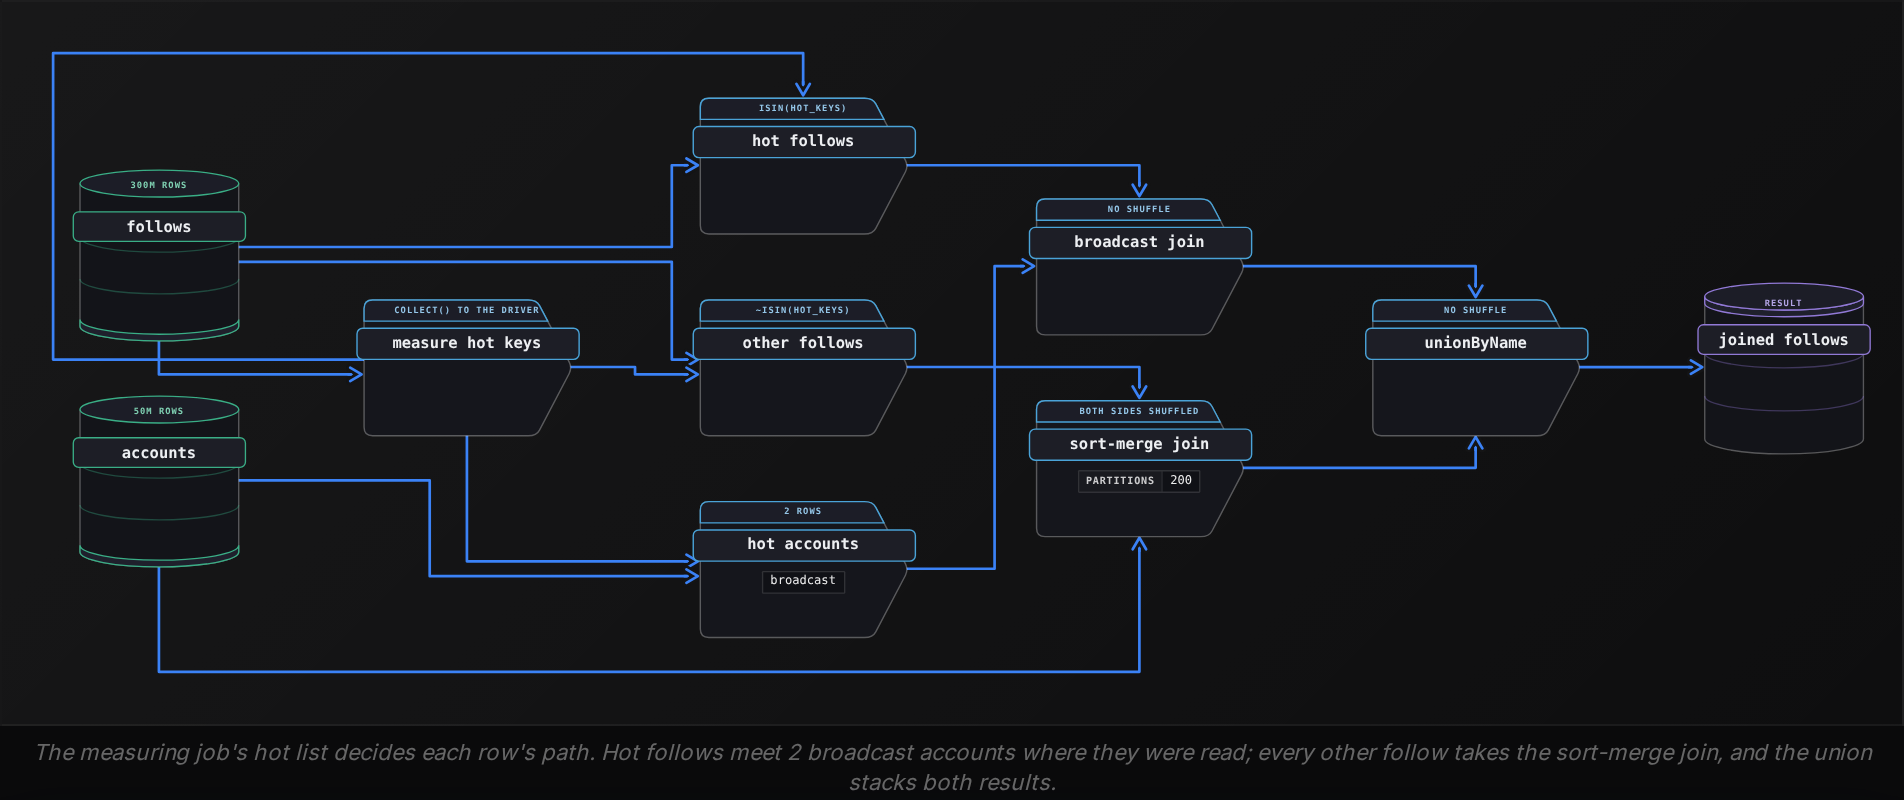 ISIN(HOT_KEYS)
hot follows
300M ROWS
follows
NO SHUFFLE
broadcast join
COLLECT() TO THE DRIVER
measure hot keys
~ISIN(HOT_KEYS)
other follows
NO SHUFFLE
unionByName
RESULT
joined follows
50M ROWS
accounts
BOTH SIDES SHUFFLED
sort-merge join
PARTITIONS 200
2 ROWS
hot accounts
broadcast
The measuring job's hot list decides each row's path. Hot follows meet 2 broadcast accounts where they were read; every other follow takes the sort-merge join, and the union
stacks both results.